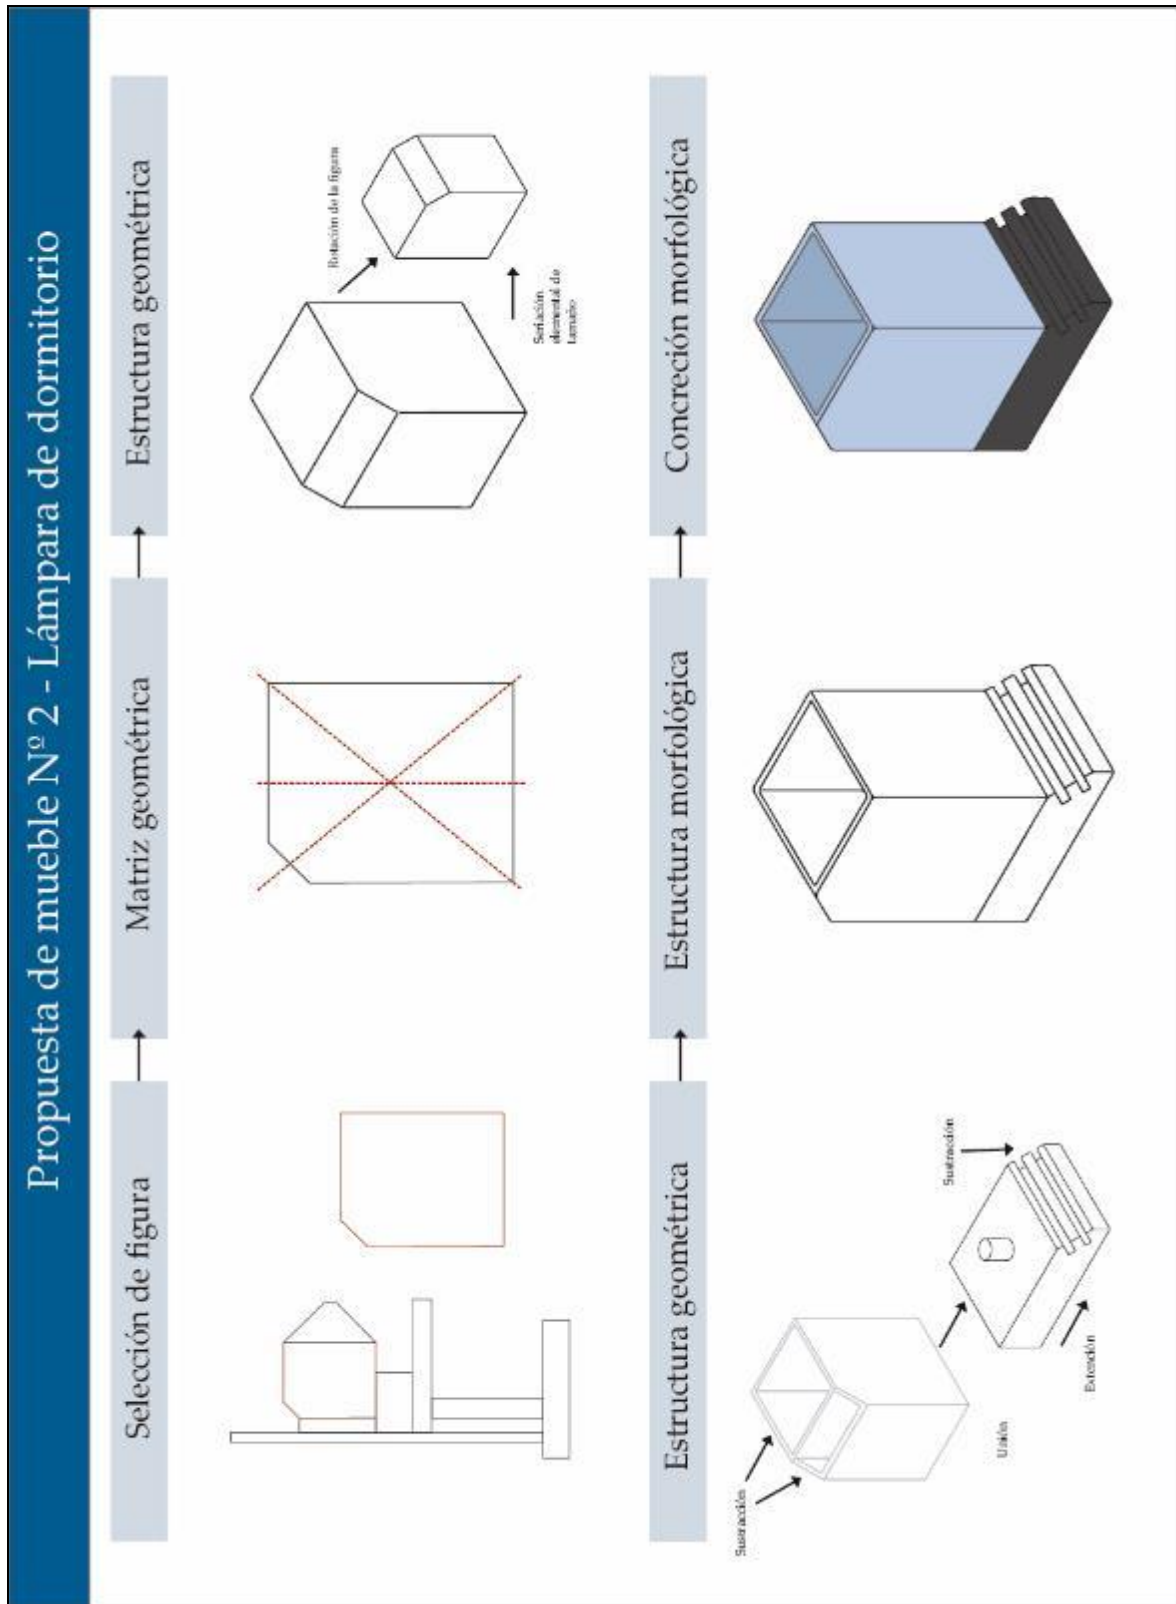 Propuesta de mueble Nº 2 - Lámpara de dormitorio
Selección de figura
Matriz geométrica
Estructura geométrica
Rotación de la figura
Seriación
elemental de
tamaño
Estructura geométrica
Estructura morfológica
Concreción morfológica
Sustracción
Unión
Extención
Sustracción